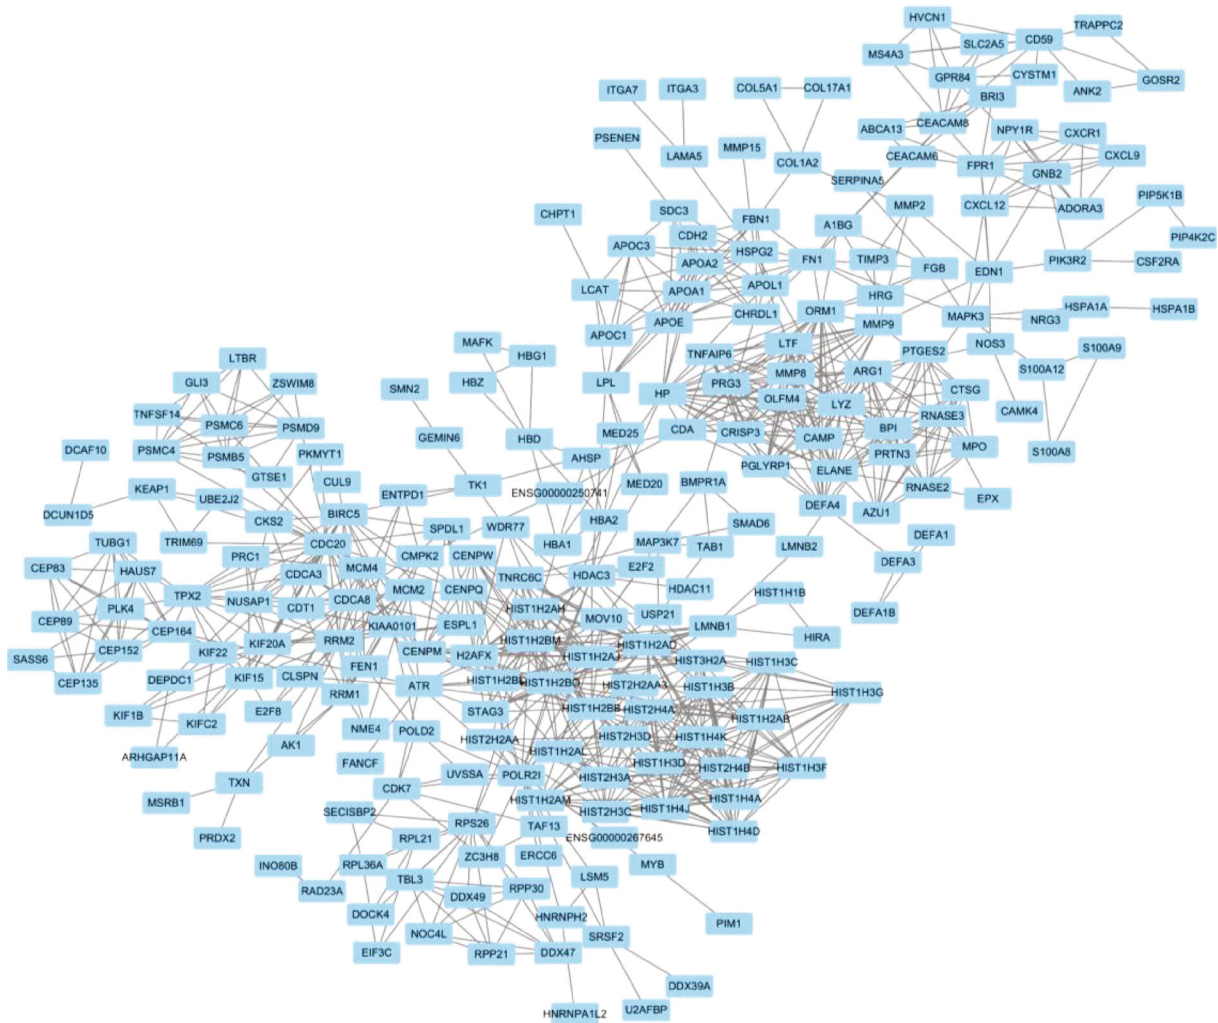 HVCN1
TRAPPC2
SLC2A5
CD59
MS4A3
GPR84
CYSTM1
GOSR2
ITGA7
ITGA3
COL5A1
COL17A1
BRI3
ANK2
PSENEN
ABCA13
CEACAM8
NPY1R
CXCR1
LAMA5
MMP15
COL1A2
CEACAM6
FPR1
GNB2
CXCL9
SERPINA5
CHPT1
SDC3
FBN1
MMP2
CXCL12
ADORA3
PIP5K1B
CDH2
A1BG
PIP4K2C
APOC3
APOA2
HSPG2
FN1
TIMP3
FGB
EDN1
PIK3R2
CSF2RA
LCAT
APOA1
APOL1
HRG
APOE
CHRDL1
ORM1
MAPK3
HSPA1A
HSPA1B
APOC1
MMP9
NRG3
MAFK
HBG1
TNFAIP6
LTF
PTGES2
NOS3
S100A9
LTBR
GLI3
ZSWIM8
HBZ
LPL
HP
PRG3
MMP8
ARG1
S100A12
SMN2
OLFM4
LYZ
CTSG
TNFSF14
PSMC6
PSMD9
RNASE3
CAMK4
GEMIN6
HBD
MED25
CDA
CRISP3
CAMP
BPI
MPO
S100A8
DCAF10
PSMC4
PSMB5
PKMYT1
AHSP
PRTN3
GTSE1
CUL9
TK1
MED20
BMPR1A
PGLYRP1
ELANE
RNASE2
KEAP1
UBE2J2
ENTPD1
ENSG00000250741
EPX
DCUN1D5
CKS2
BIRC5
DEFA4
AZU1
SPDL1
WDR77
HBA2
SMAD6
TUBG1
TRIM69
CDC20
HBA1
MAP3K7
TAB1
LMNB2
DEFA1
CEP83
HAUS7
PRC1
CMPK2
CENPW
E2F2
DEFA3
CDCA3
MCM4
TNRC6C
HDAC3
HDAC11
HIST1H1B
TPX2
NUSAP1
MCM2
CENPQ
PLK4
CDT1
CDCA8
HIST1H2AH
MOV10
USP21
DEFA1B
CEP89
CEP164
KIAA0101
ESPL1
LMNB1
HIRA
CEP152
KIF20A
RRM2
CENPM
HIST1H2BM
HIST1H2AD
SASS6
KIF22
H2AFX
HIST1H2AJ
HIST3H2A
HIST1H3C
CEP135
DEPDC1
KIF15
CLSPN
FEN1
ATR
HIST1H2BO
HIST2H2AA3
HIST1H3B
HIST1H3G
RRM1
HIST1H2BB
HIST2H4A
HIST1H2AB
KIF1B
KIFC2
E2F8
STAG3
NME4
POLD2
HIST2H2AA
HIST2H3D
HIST1H4K
AK1
HIST1H2AL
ARHGAP11A
FANCF
HIST1H3D
HIST2H4B
HIST1H3F
TXN
UVSSA
POLR2I
HIST2H3A
CDK7
MSRB1
HIST1H2AM
HIST2H3C
HIST1H4J
HIST1H4A
SECISBP2
RPS26
TAF13
HIST1H4D
PRDX2
RPL21
ENSG00000267645
ZC3H8
ERCC6
INO80B
RPL36A
MYB
TBL3
LSM5
RAD23A
DDX49
RPP30
DOCK4
HNRNPH2
PIM1
NOC4L
SRSF2
EIF3C
RPP21
DDX47
DDX39A
HNRNPA1L2
U2AFBP